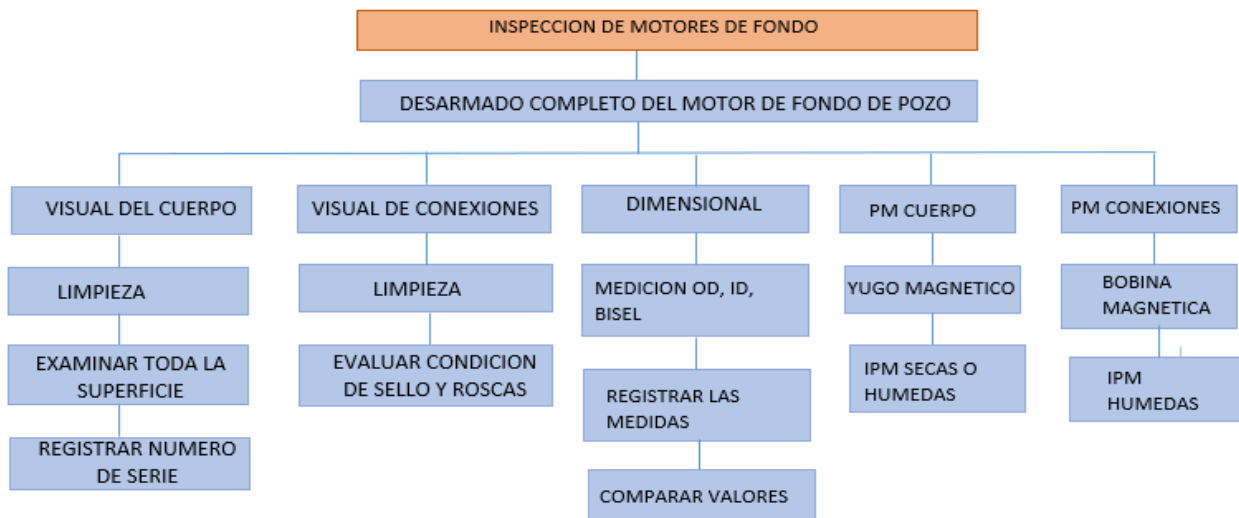 INSPECCION DE MOTORES DE FONDO
DESARMADO COMPLETO DEL MOTOR DE FONDO DE POZO
VISUAL DEL CUERPO
LIMPIEZA
EXAMINAR TODA LA
SUPERFICIE
REGISTRAR NUMERO
DE SERIE
VISUAL DE CONEXIONES
LIMPIEZA
EVALUAR CONDICION
DE SELLO Y ROSCAS
DIMENSIONAL
MEDICION OD, ID,
BISEL
REGISTRAR LAS
MEDIDAS
COMPARAR VALORES
PM CUERPO
YUGO MAGNETICO
IPM SECAS O
HUMEDAS
PM CONEXIONES
BOBINA
MAGNETICA
IPM
HUMEDAS